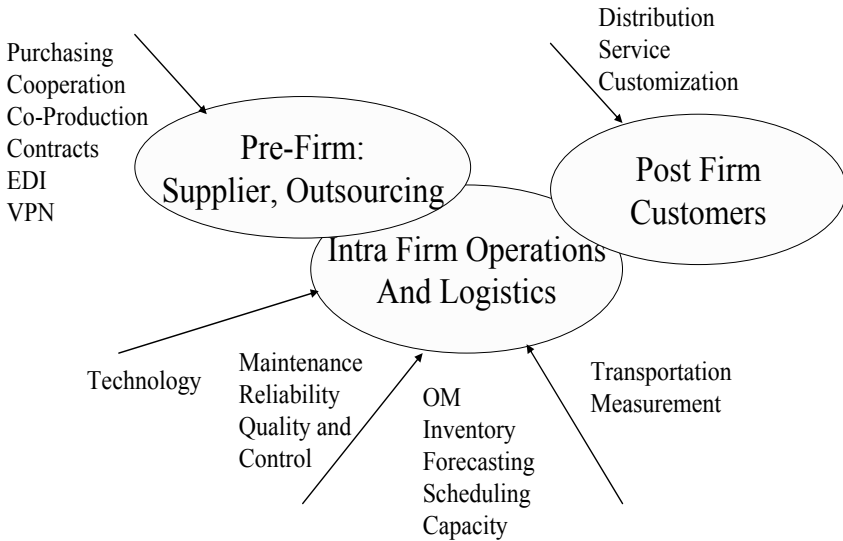 Purchasing
Cooperation
Co-Production
Contracts
EDI
VPN
Pre-Firm:
Supplier, Outsourcing
Distribution
Service
Customization
Post Firm
Customers
Intra Firm Operations
And Logistics
Technology
Maintenance
Reliability
Quality and
Control
OM
Inventory
Forecasting
Scheduling
Capacity
Transportation
Measurement